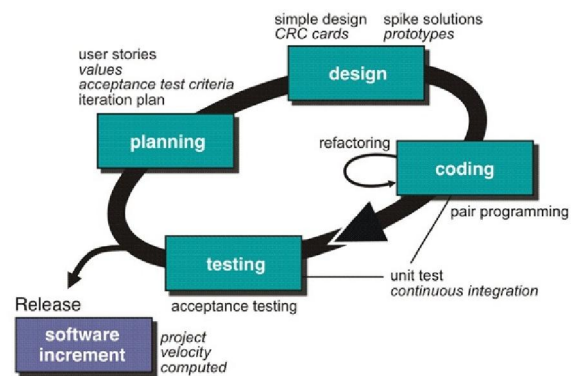 simple design
CRC cards
spike solutions
prototypes
design
user stories
values
acceptance test criteria
iteration plan
planning
refactoring
coding
pair programming
testing
unit test
continuous integration
acceptance testing
Release
software
increment
project
velocity
computed